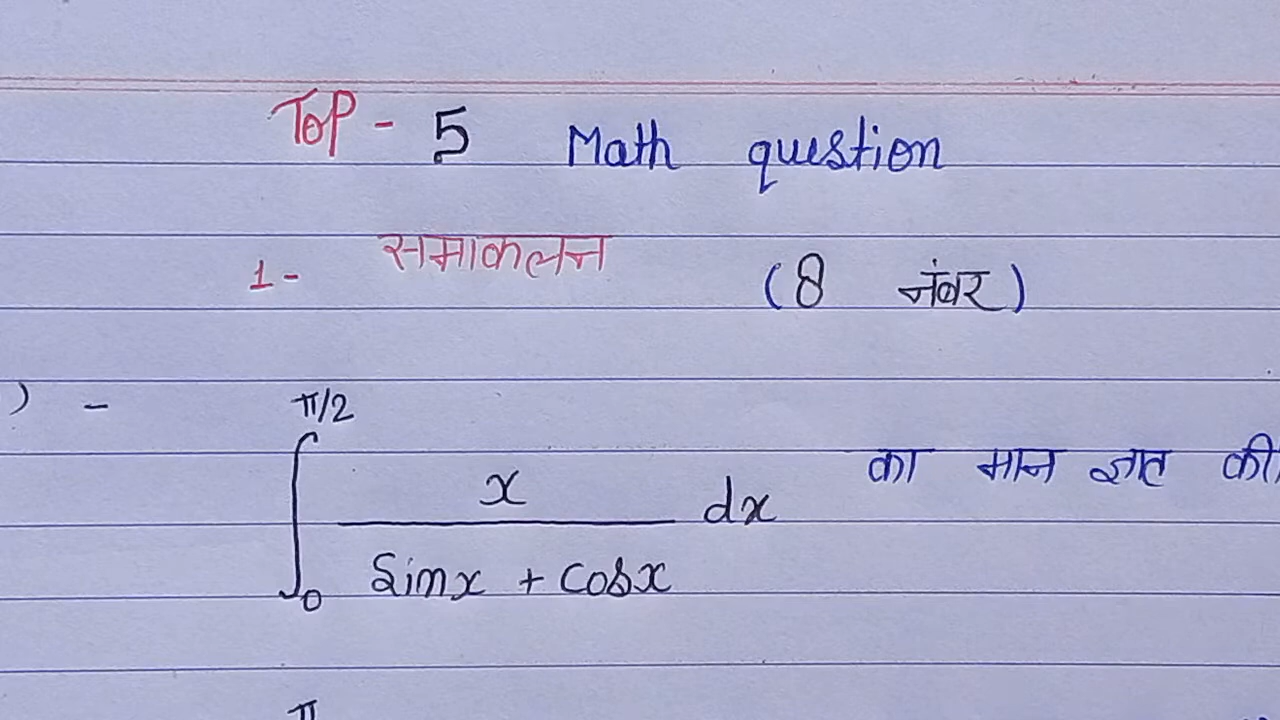 TOP - 5 Math question
1- समाकलन (8 नंबर)
) - ∫₀^π/2 x / (Sinx + Cosx) dx का मान ज्ञात
π